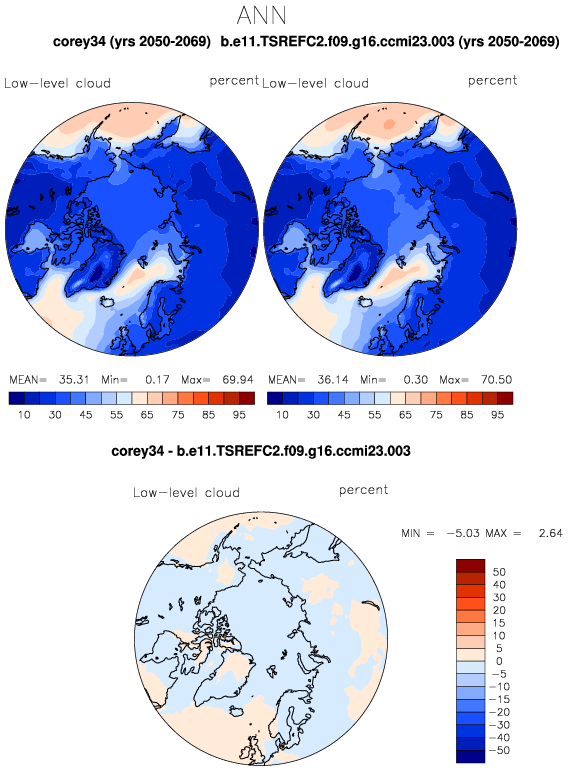 ANN
corey34 (yrs 2050-2069) b.e11.TSREFC2.f09.g16.ccmi23.003 (yrs 2050-2069)
Low-level cloud percent Low-level cloud percent
MEAN= 35.31 Min= 0.17 Max= 69.94 MEAN= 36.14 Min= 0.30 Max= 70.50
10 30 45 55 65 75 85 95 10 30 45 55 65 75 85 95
corey34 - b.e11.TSREFC2.f09.g16.ccmi23.003
Low-level cloud percent
MIN = -5.03 MAX = 2.64
50
40
30
20
15
10
5
0
-5
-10
-15
-20
-30
-40
-50